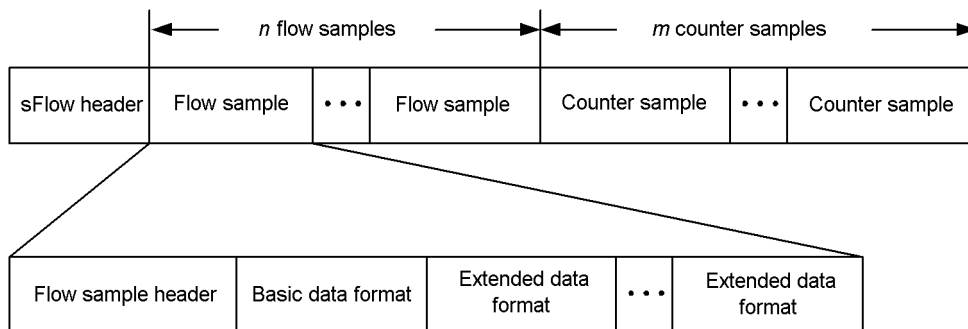 n flow samples
m counter samples
sFlow header
Flow sample
• • •
Flow sample
Counter sample
• • •
Counter sample
Flow sample header
Basic data format
Extended data
format
• • •
Extended data
format